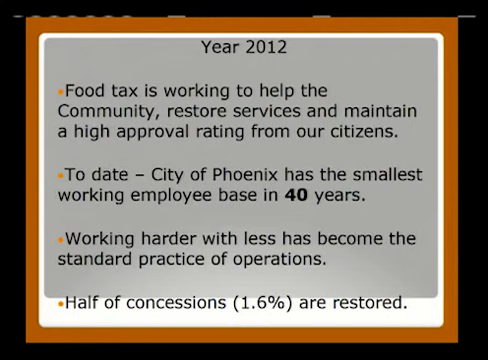 Year 2012
•Food tax is working to help the
Community, restore services and maintain
a high approval rating from our citizens.
•To date – City of Phoenix has the smallest
working employee base in 40 years.
•Working harder with less has become the
standard practice of operations.
•Half of concessions (1.6%) are restored.